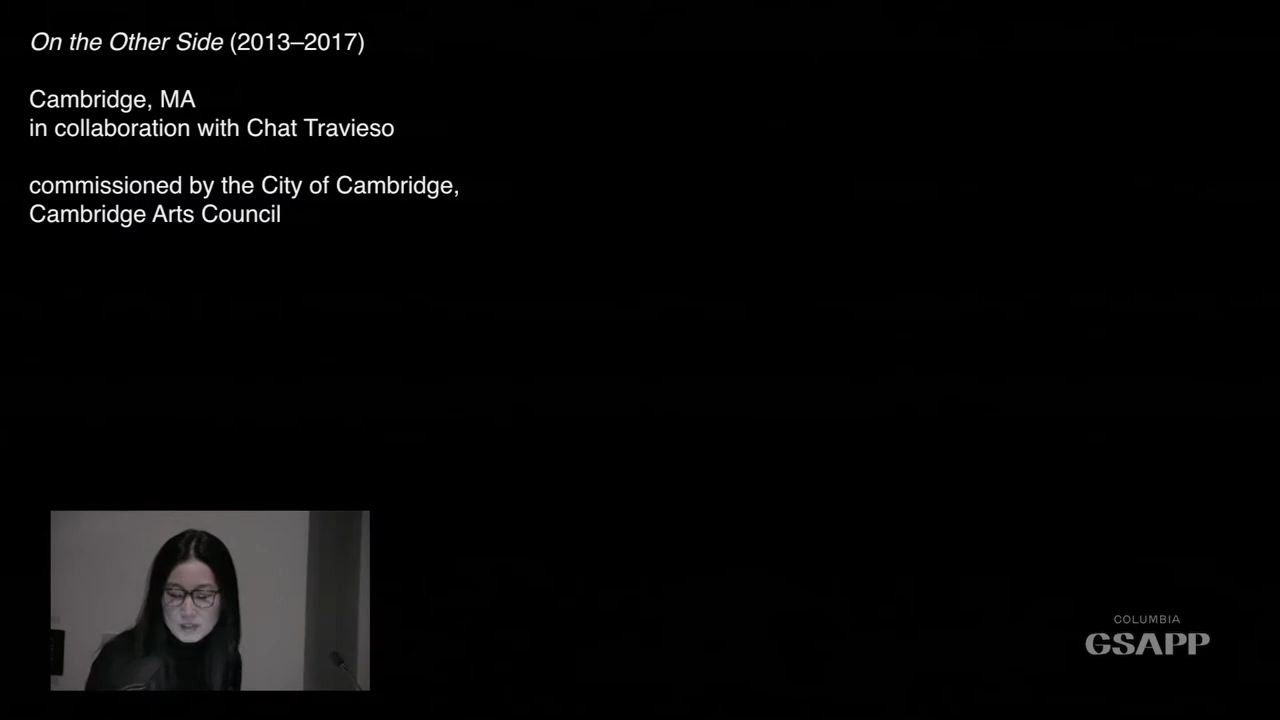 On the Other Side (2013–2017)
Cambridge, MA
in collaboration with Chat Travieso
commissioned by the City of Cambridge,
Cambridge Arts Council
COLUMBIA
GSAPP